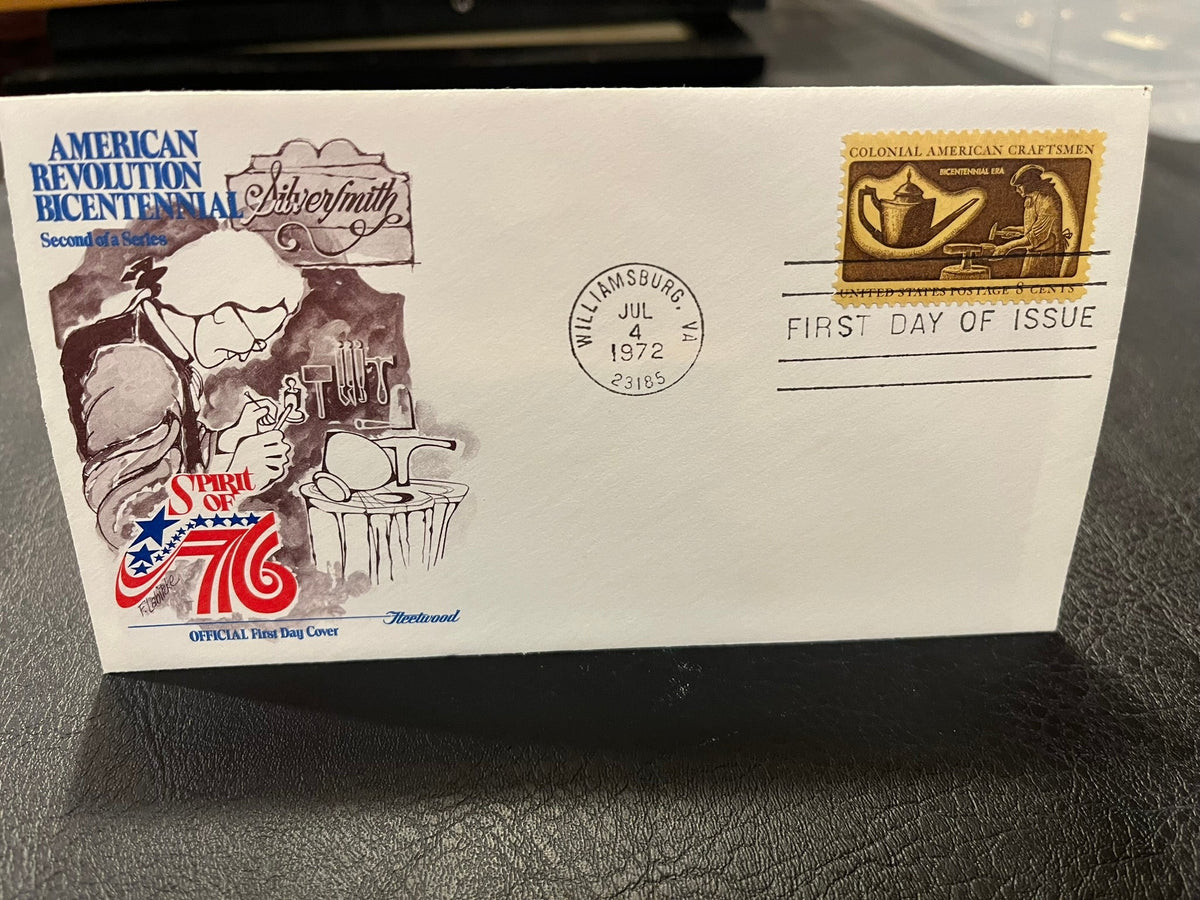 AMERICAN
REVOLUTION
BICENTENNIAL
Second of a Series
Silversmith
SPIRIT
OF
76
OFFICIAL First Day Cover
Fleetwood
WILLIAMSBURG, VA
JUL
4
1972
23185
COLONIAL AMERICAN CRAFTSMEN
BICENTENNIAL ERA
UNITED STATES POSTAGE 8 CENTS
FIRST DAY OF ISSUE